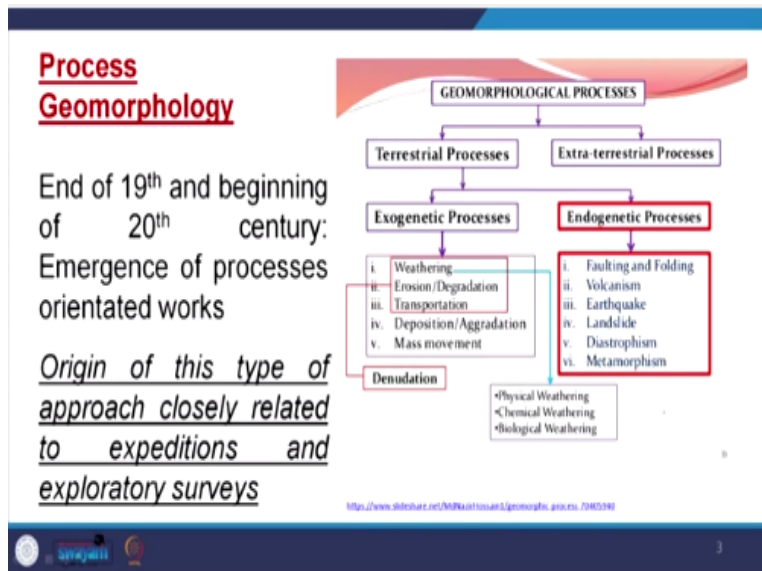 Process
Geomorphology
End of 19th and beginning
of 20th century:
Emergence of processes
orientated works
Origin of this type of
approach closely related
to expeditions and
exploratory surveys
GEOMORPHOLOGICAL PROCESSES
Terrestrial Processes
Extra-terrestrial Processes
Exogenetic Processes
Endogenetic Processes
i. Weathering
ii. Erosion/Degradation
iii. Transportation
iv. Deposition/Aggradation
v. Mass movement
Denudation
i. Faulting and Folding
ii. Volcanism
iii. Earthquake
iv. Landslide
v. Diastrophism
vi. Metamorphism
•Physical Weathering
•Chemical Weathering
•Biological Weathering
swayam
3